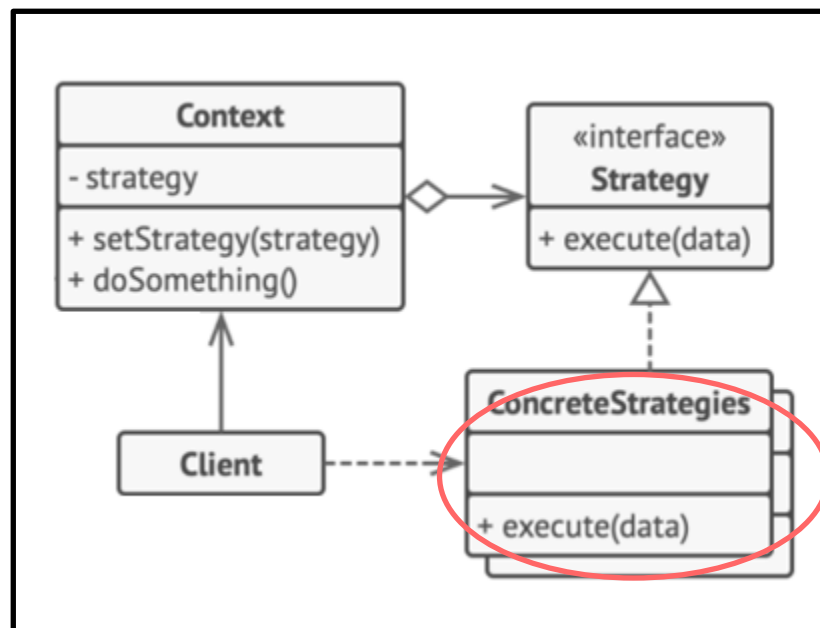 Context
- strategy
+ setStrategy(strategy)
+ doSomething()
«interface»
Strategy
+ execute(data)
Client
ConcreteStrategies
+ execute(data)